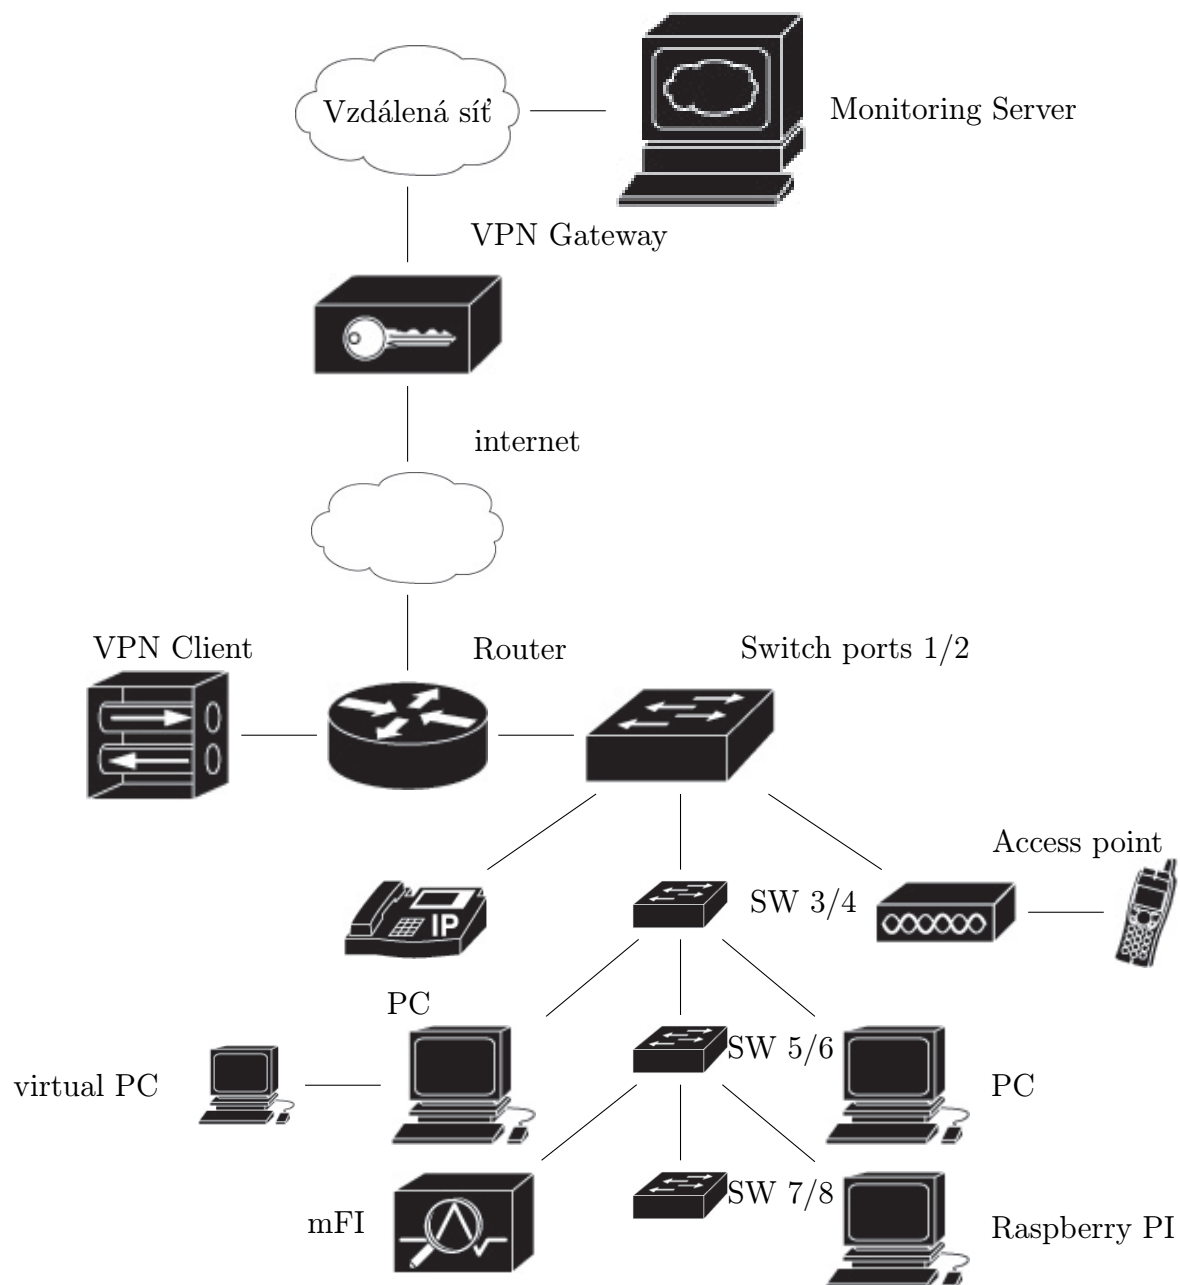 Vzdálená síť
Monitoring Server
VPN Gateway
internet
VPN Client
Router
Switch ports 1/2
Access point
SW 3/4
IP
PC
SW 5/6
virtual PC
PC
SW 7/8
mFI
Raspberry PI